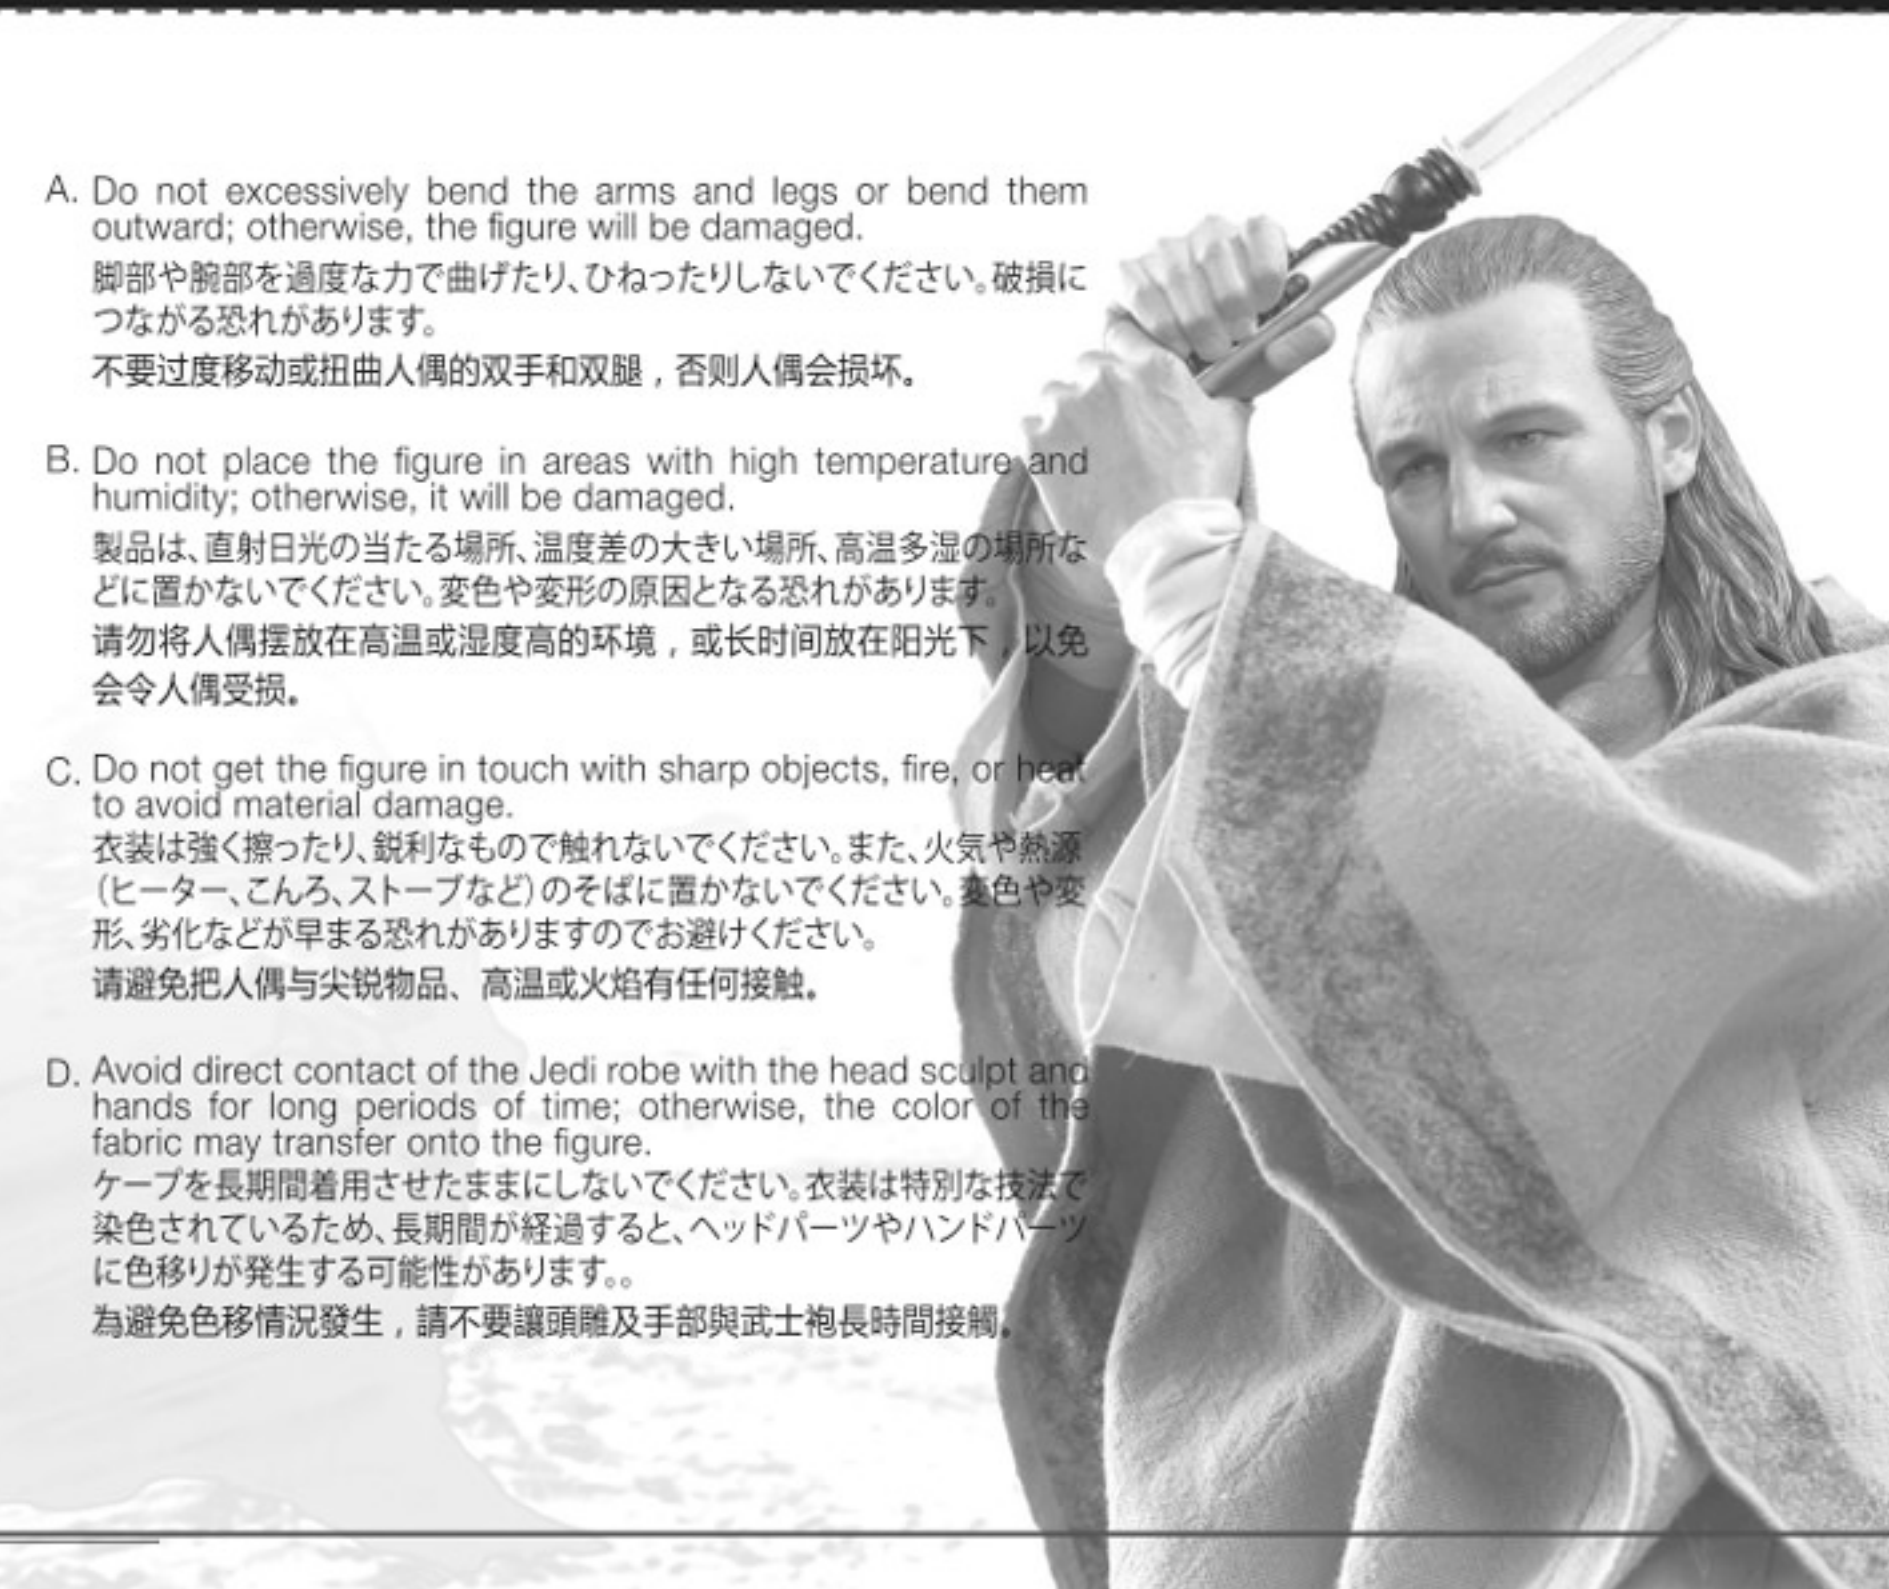 A. Do not excessively bend the arms and legs or bend them
outward; otherwise, the figure will be damaged.
脚部や腕部を過度な力で曲げたり、ひねったりしないでください。破損に
つながる恐れがあります。
不要过度移动或扭曲人偶的双手和双腿，否则人偶会损坏。
B. Do not place the figure in areas with high temperature and
humidity; otherwise, it will be damaged.
製品は、直射日光の当たる場所、温度差の大きい場所、高温多湿の場所な
どに置かないでください。変色や変形の原因となる恐れがあります。
请勿将人偶摆放在高温或湿度高的环境，或长时间放在阳光下，以免
会令人偶受损。
C. Do not get the figure in touch with sharp objects, fire, or heat
to avoid material damage.
衣装は強く擦ったり、鋭利なもので触れないでください。また、火気や熱源
（ヒーター、こんろ、ストーブなど）のそばに置かないでください。変色や変
形、劣化などが早まる恐れがありますのでお避けください。
请避免把人偶与尖锐物品、高温或火焰有任何接触。
D. Avoid direct contact of the Jedi robe with the head sculpt and
hands for long periods of time; otherwise, the color of the
fabric may transfer onto the figure.
ケープを長期間着用させたままにしないでください。衣装は特別な技法で
染色されているため、長期間が経過すると、ヘッドパーツやハンドパーツ
に色移りが発生する可能性があります。。
為避免色移情況發生，請不要讓頭雕及手部與武士袍長時間接觸。